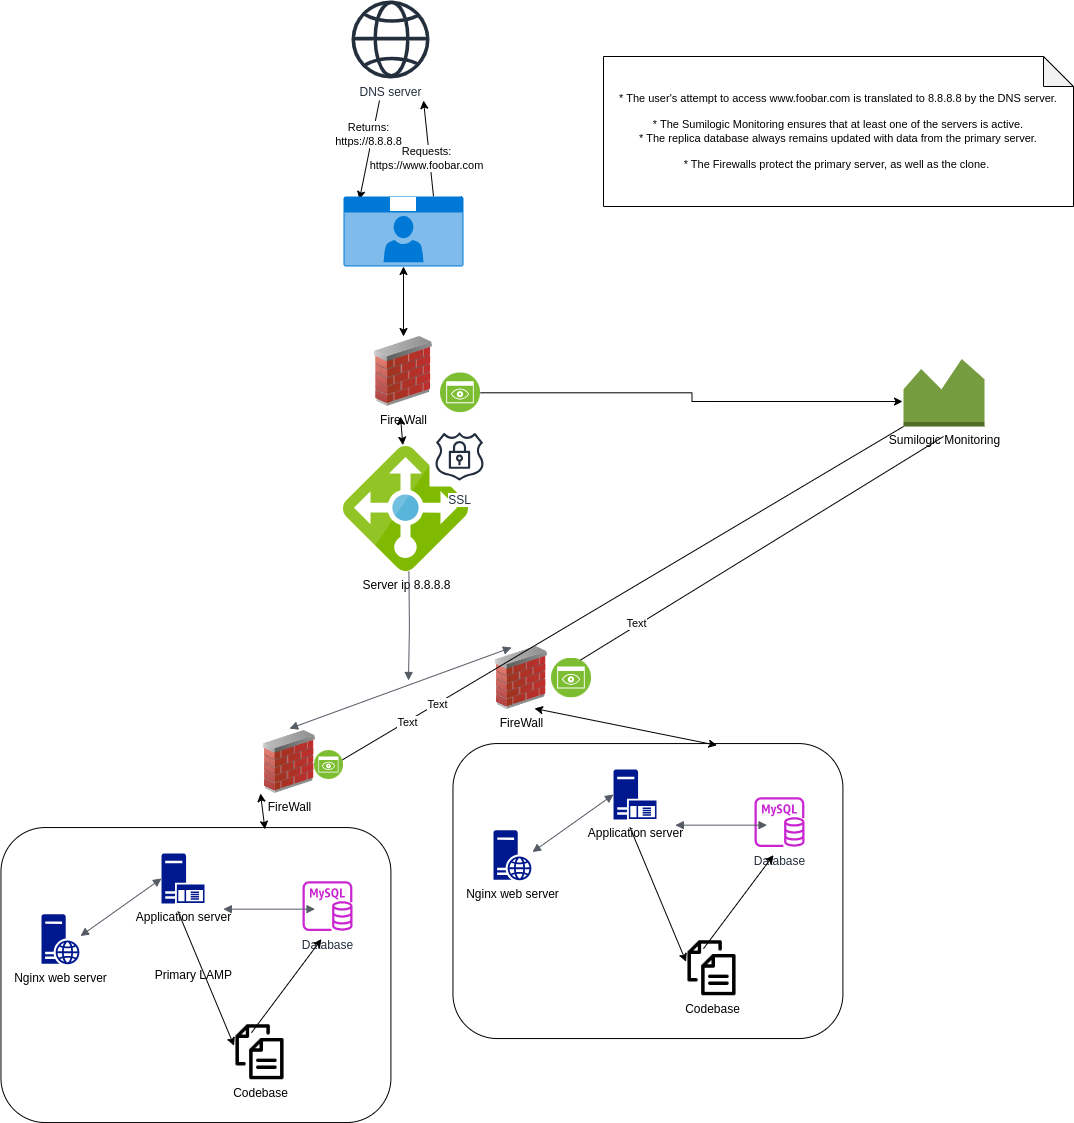 DNS server
Returns:
https://8.8.8.8
Requests:
https://www.foobar.com
* The user's attempt to access www.foobar.com is translated to 8.8.8.8 by the DNS server.
* The Sumilogic Monitoring ensures that at least one of the servers is active.
* The replica database always remains updated with data from the primary server.
* The Firewalls protect the primary server, as well as the clone.
FireWall
Sumilogic Monitoring
SSL
Server ip 8.8.8.8
Text
Text
Text
FireWall
FireWall
MySQL
Application server
Database
Nginx web server
Codebase
MySQL
Application server
Database
Nginx web server
Primary LAMP
Codebase